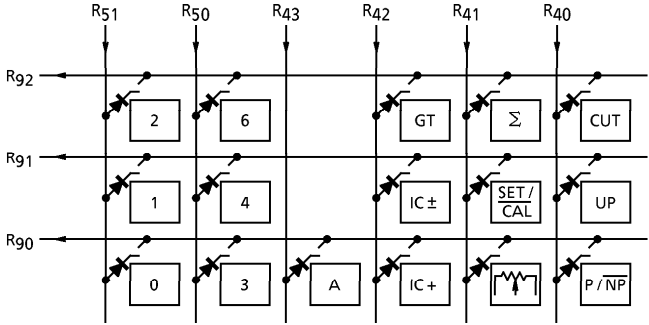 R51 R50 R43 R42 R41 R40
R92
2 6 GT Σ CUT
R91
1 4 IC ± SET / CAL UP
R90
0 3 A IC + P / NP